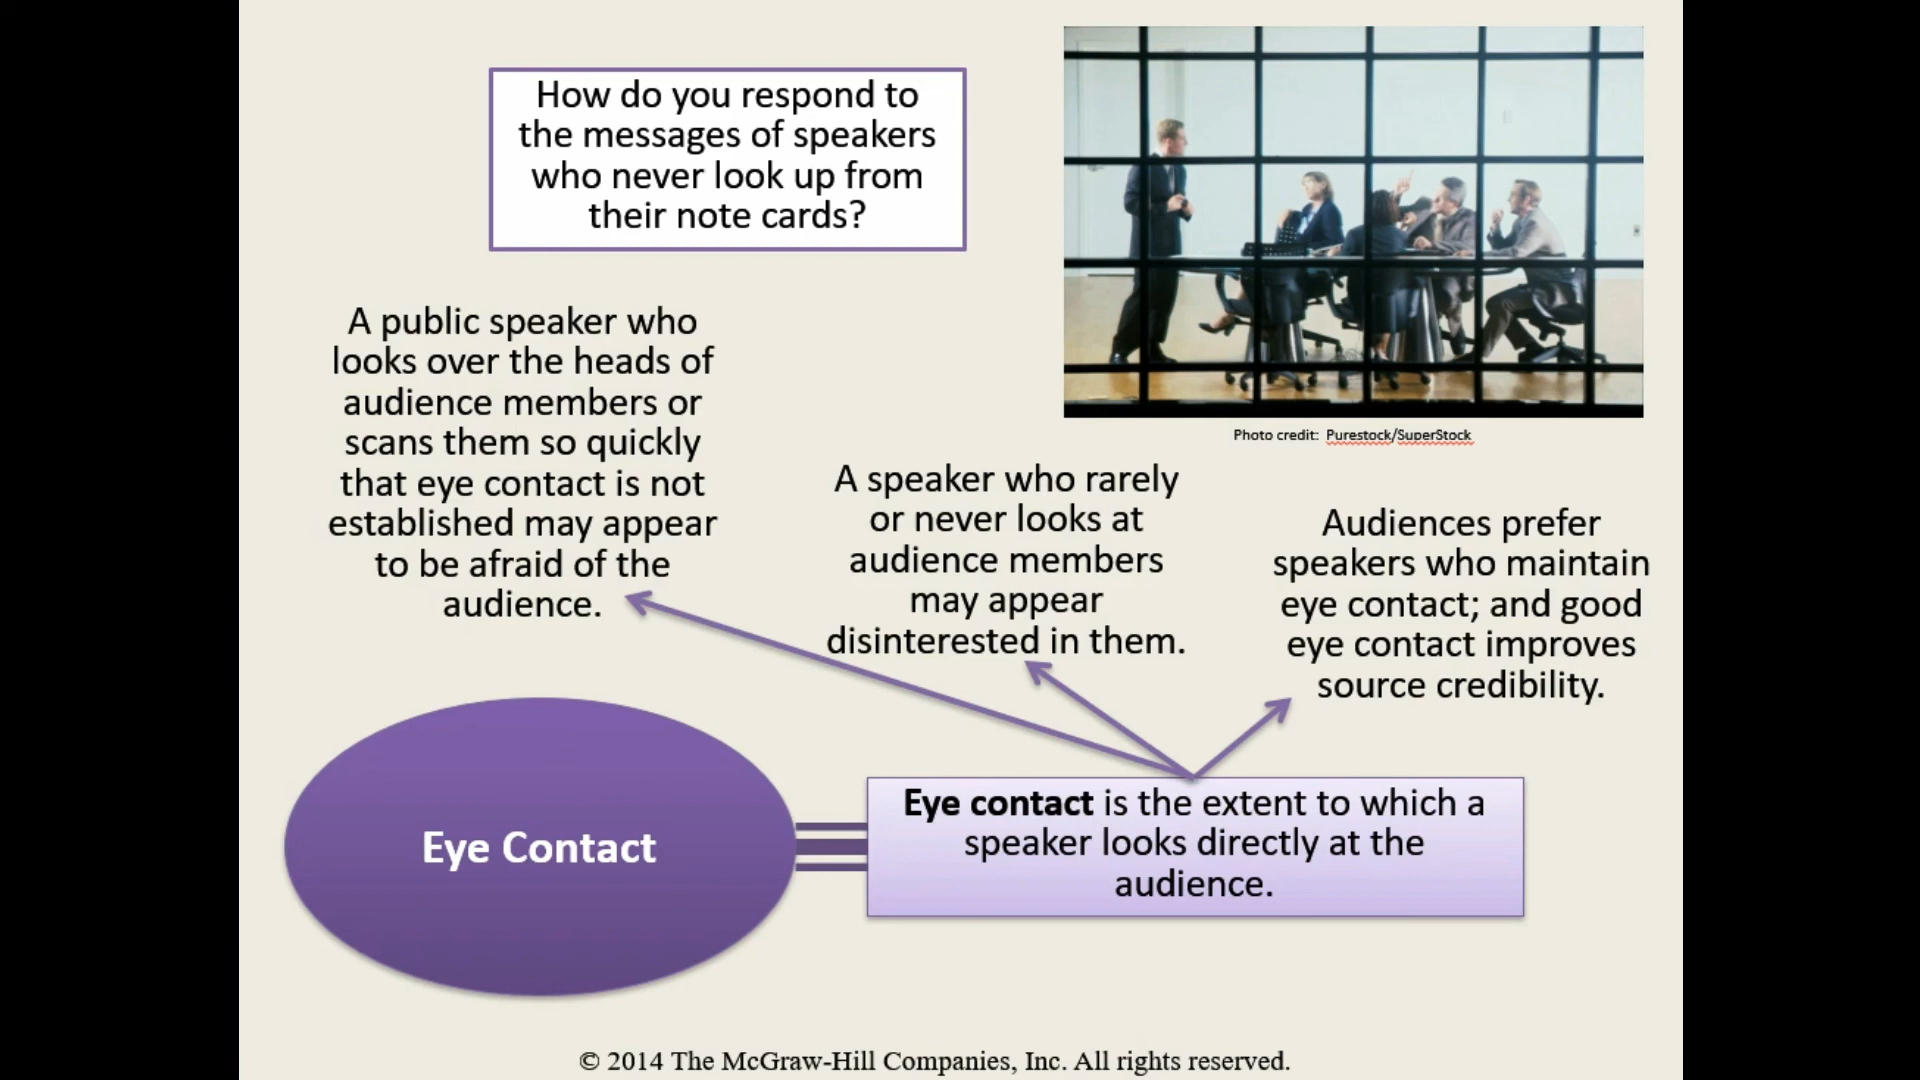 How do you respond to
the messages of speakers
who never look up from
their note cards?
Photo credit: Purestock/SuperStock
A public speaker who
looks over the heads of
audience members or
scans them so quickly
that eye contact is not
established may appear
to be afraid of the
audience.
A speaker who rarely
or never looks at
audience members
may appear
disinterested in them.
Audiences prefer
speakers who maintain
eye contact; and good
eye contact improves
source credibility.
Eye Contact
Eye contact is the extent to which a
speaker looks directly at the
audience.
© 2014 The McGraw-Hill Companies, Inc. All rights reserved.